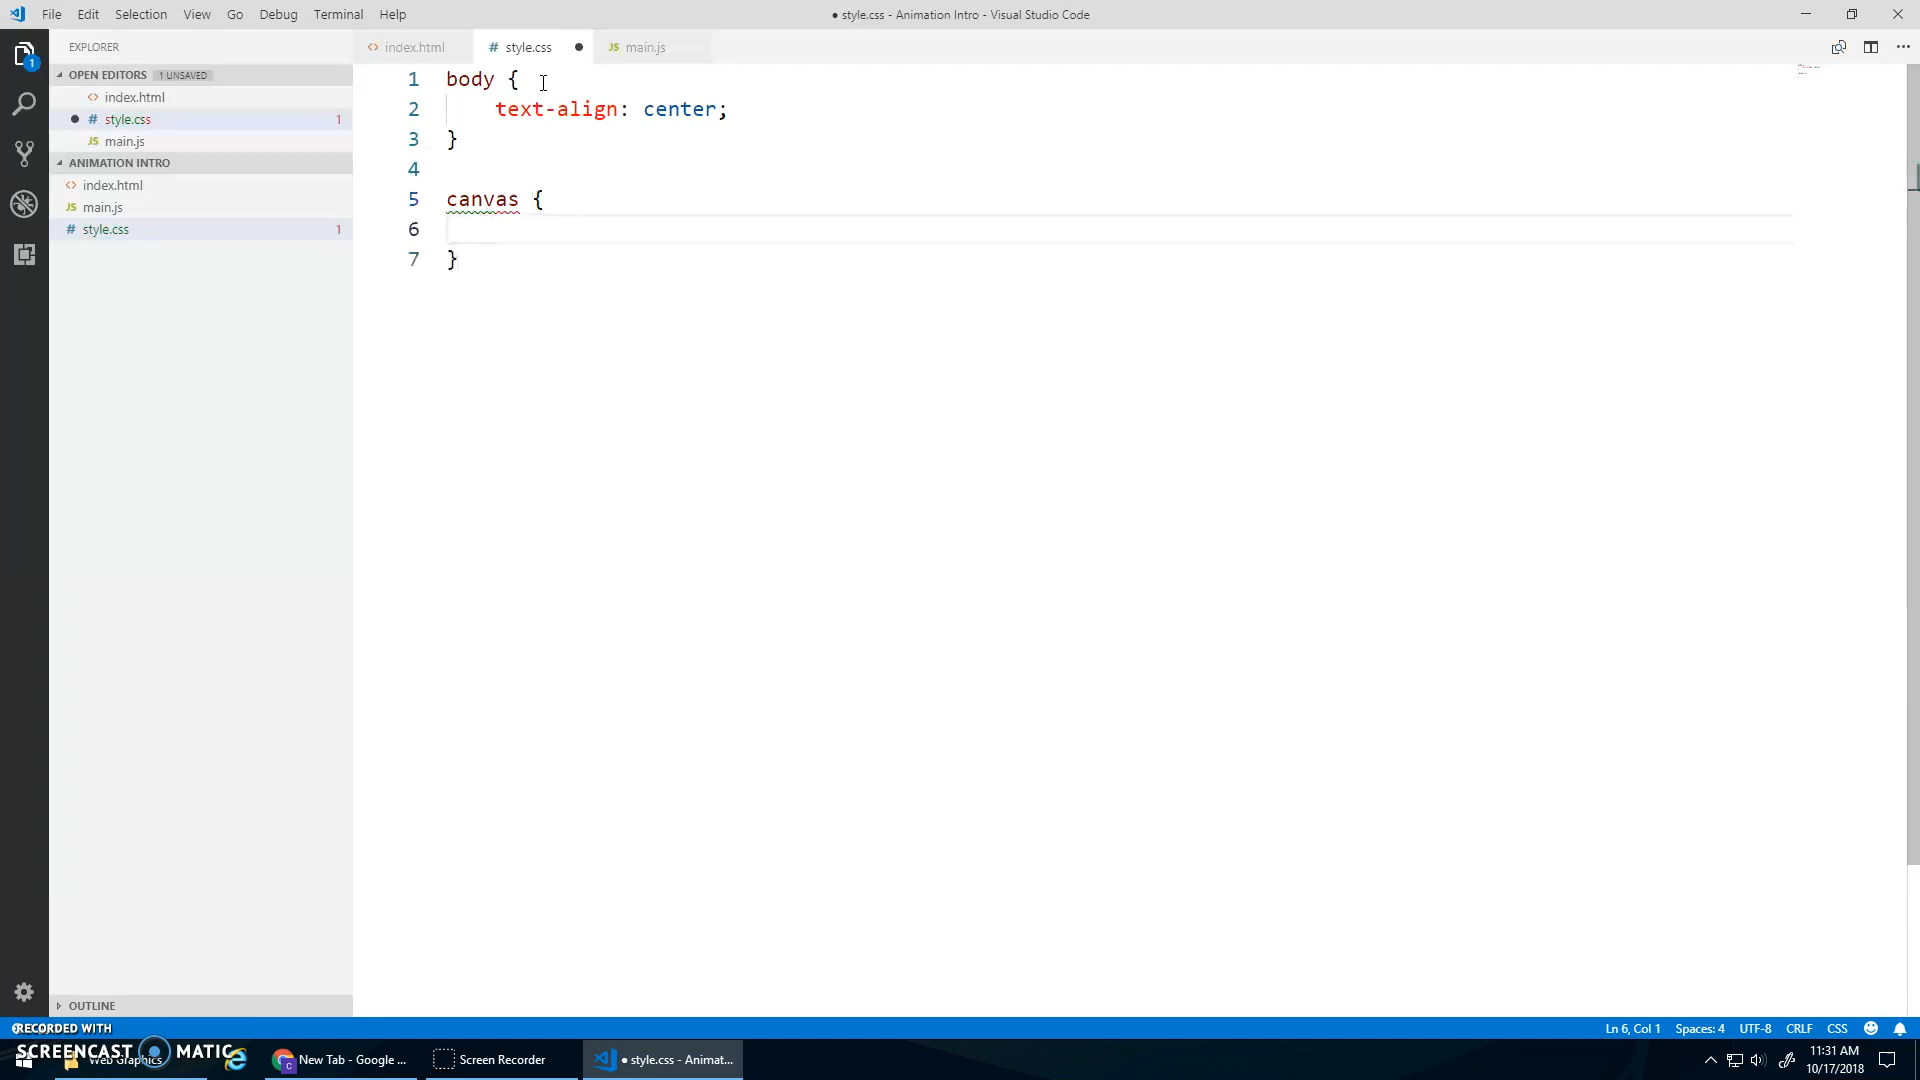 File Edit Selection View Go Debug Terminal Help
● style.css - Animation Intro - Visual Studio Code
EXPLORER
OPEN EDITORS 1 UNSAVED
<> index.html
# style.css 1
JS main.js
ANIMATION INTRO
<> index.html
JS main.js
# style.css 1
OUTLINE
<> index.html
# style.css ●
JS main.js
1 body {
2 text-align: center;
3 }
4
5 canvas {
6
7 }
1
Ln 6, Col 1 Spaces: 4 UTF-8 CRLF CSS
RECORDED WITH
SCREENCAST MATIC
Web Graphics
New Tab - Google ...
Screen Recorder
● style.css - Animat...
11:31 AM
10/17/2018